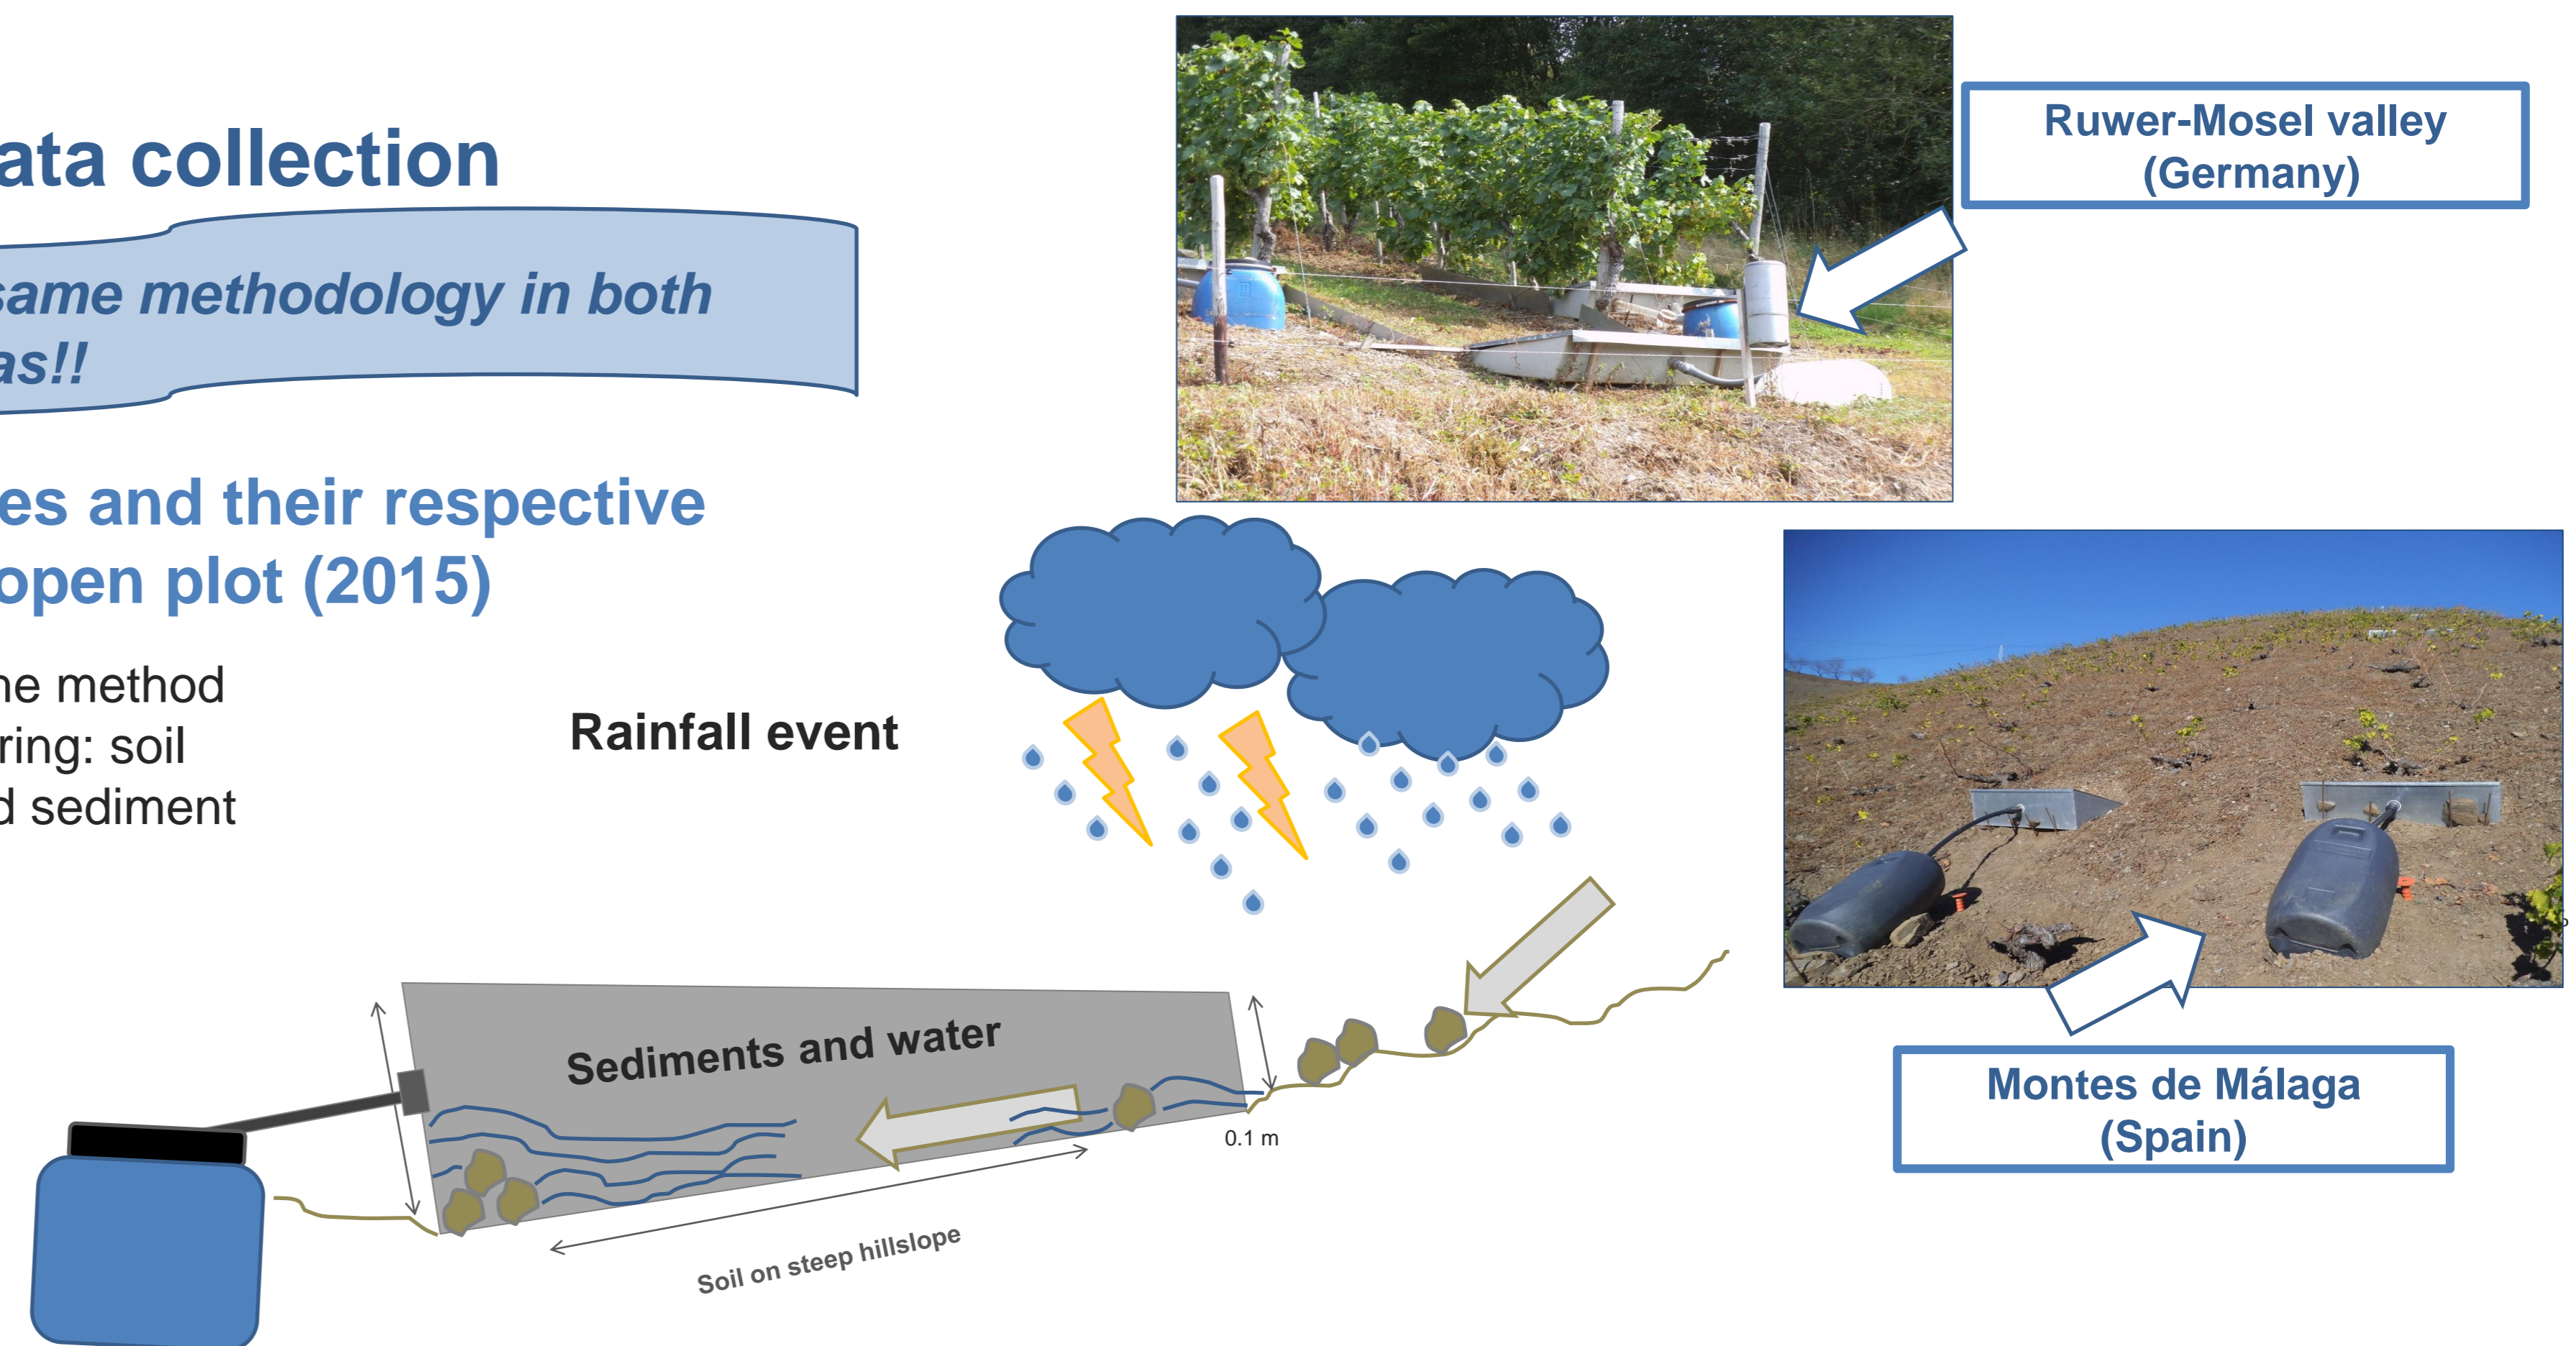 ata collection
same methodology in both
as!!
es and their respective
open plot (2015)
ne method
ring: soil
d sediment
Rainfall event
Sediments and water
0.1 m
Soil on steep hillslope
Ruwer-Mosel valley
(Germany)
Montes de Málaga
(Spain)